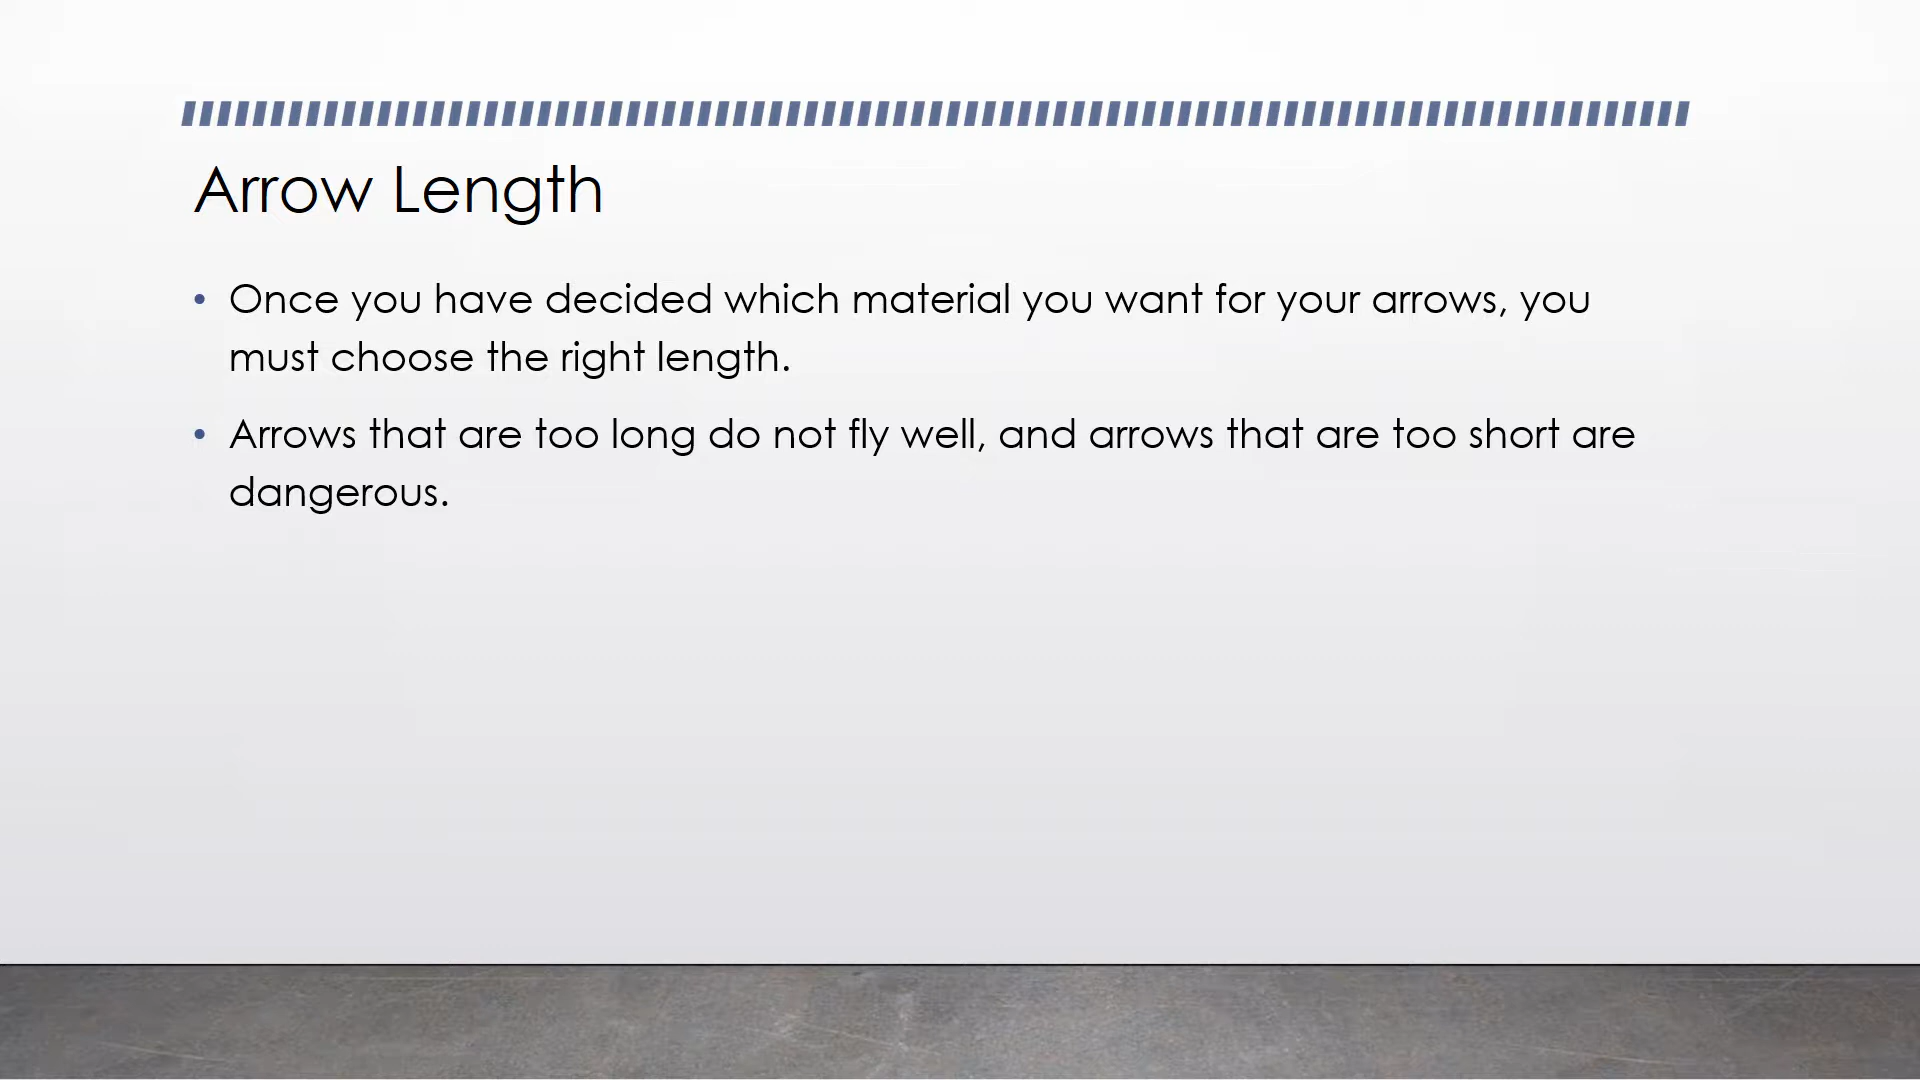 Arrow Length
• Once you have decided which material you want for your arrows, you
must choose the right length.
• Arrows that are too long do not fly well, and arrows that are too short are
dangerous.